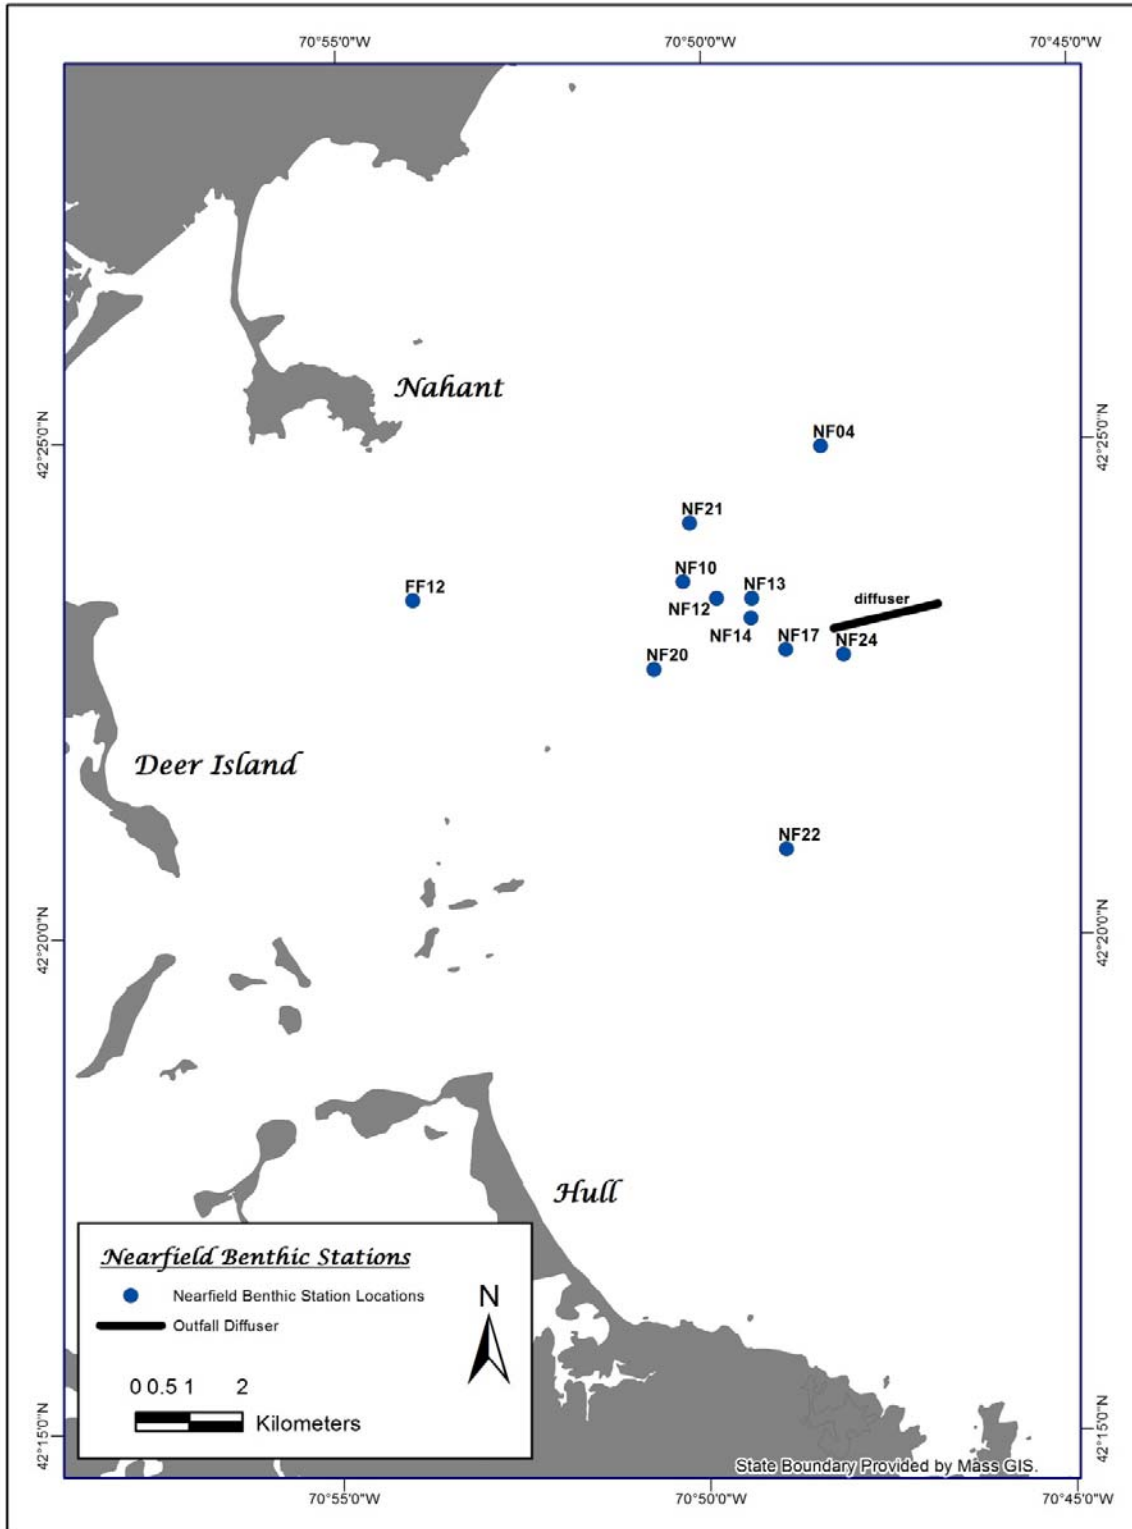 70°55'0"W
70°50'0"W
70°45'0"W
Nahant
42°25'0"N
42°25'0"N
NF04
NF21
NF10
NF13
FF12
NF12
diffuser
NF14
NF17
NF24
NF20
Deer Island
NF22
42°20'0"N
42°20'0"N
Hull
Nearfield Benthic Stations
Nearfield Benthic Station Locations
Outfall Diffuser
N
0 0.5 1 2
Kilometers
42°15'0"N
42°15'0"N
State Boundary Provided by Mass GIS.
70°55'0"W
70°50'0"W
70°45'0"W